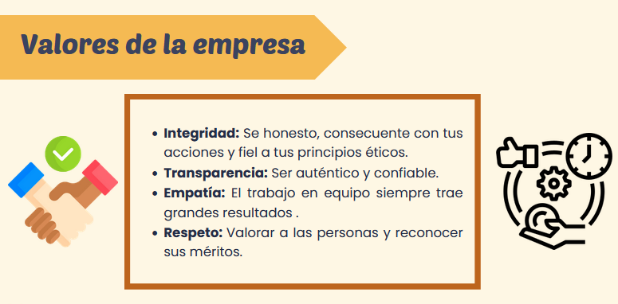 Valores de la empresa
• Integridad: Se honesto, consecuente con tus
acciones y fiel a tus principios éticos.
• Transparencia: Ser auténtico y confiable.
• Empatía: El trabajo en equipo siempre trae
grandes resultados .
• Respeto: Valorar a las personas y reconocer
sus méritos.